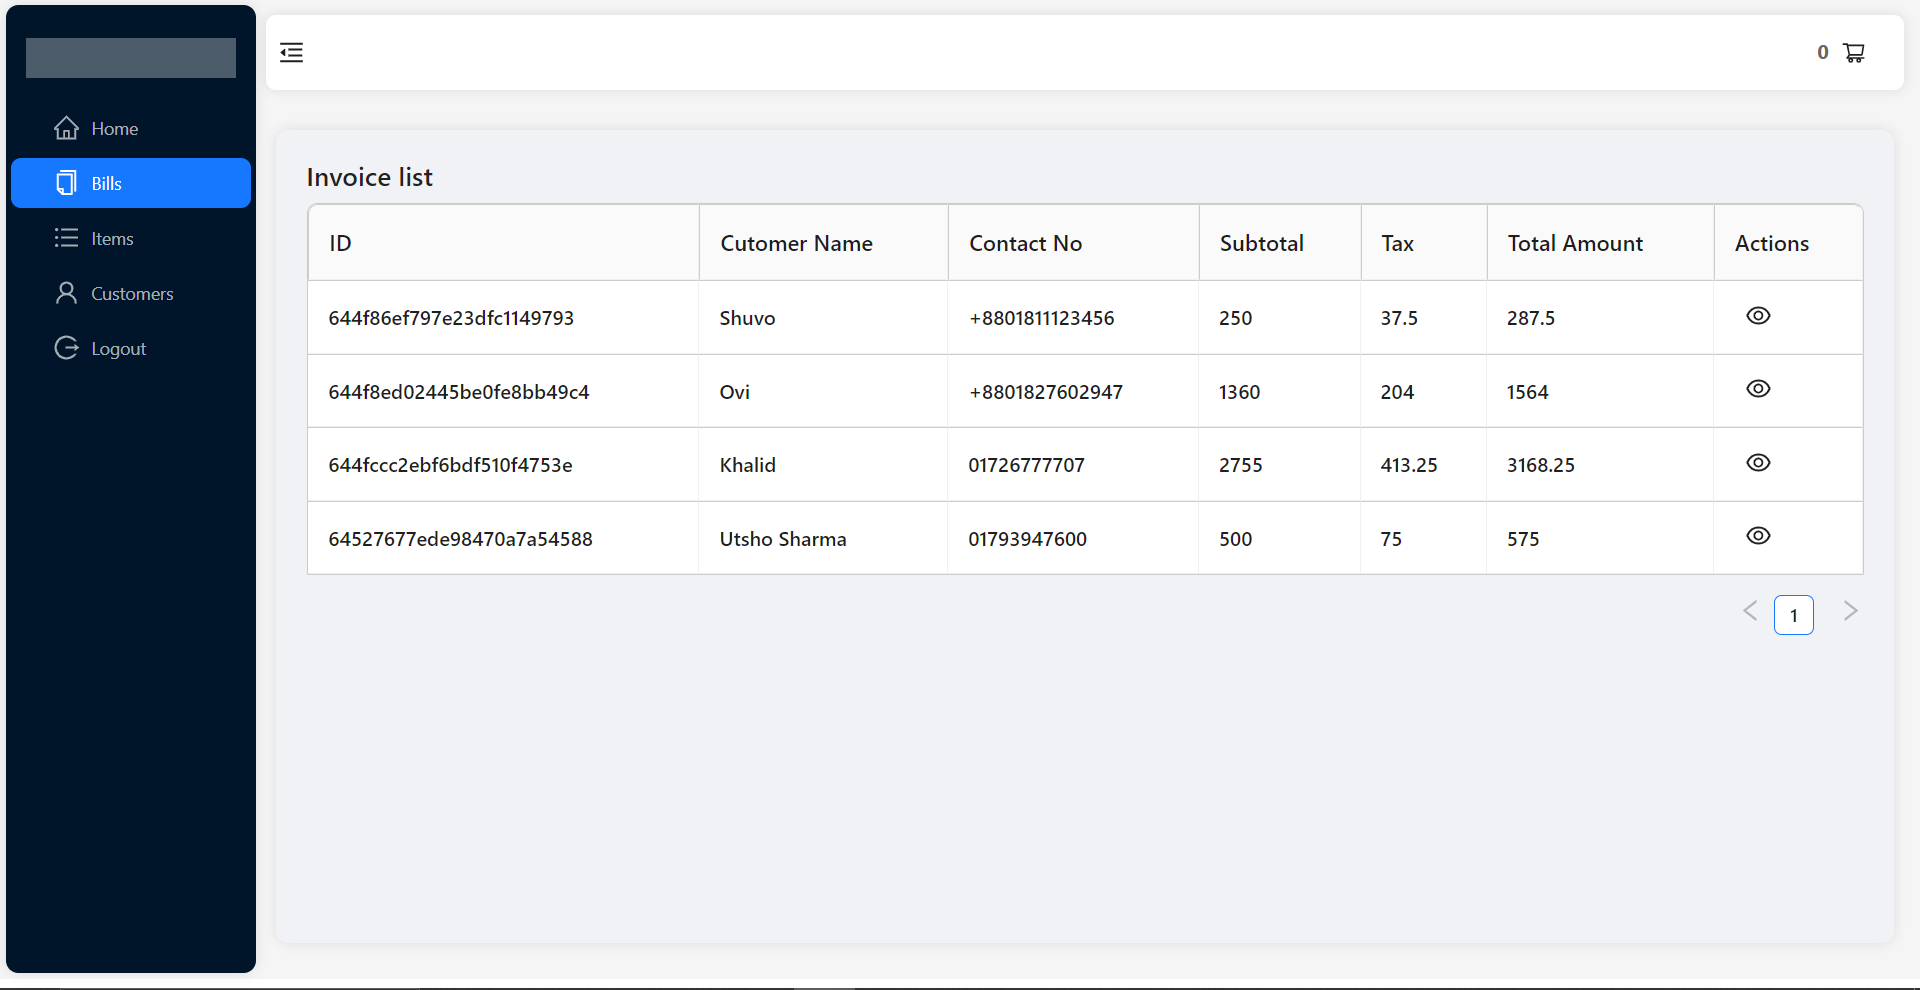 0
Home
Bills
Items
Customers
Logout
Invoice list
ID Cutomer Name Contact No Subtotal Tax Total Amount Actions
644f86ef797e23dfc1149793 Shuvo +8801811123456 250 37.5 287.5
644f8ed02445be0fe8bb49c4 Ovi +8801827602947 1360 204 1564
644fccc2ebf6bdf510f4753e Khalid 01726777707 2755 413.25 3168.25
64527677ede98470a7a54588 Utsho Sharma 01793947600 500 75 575
1